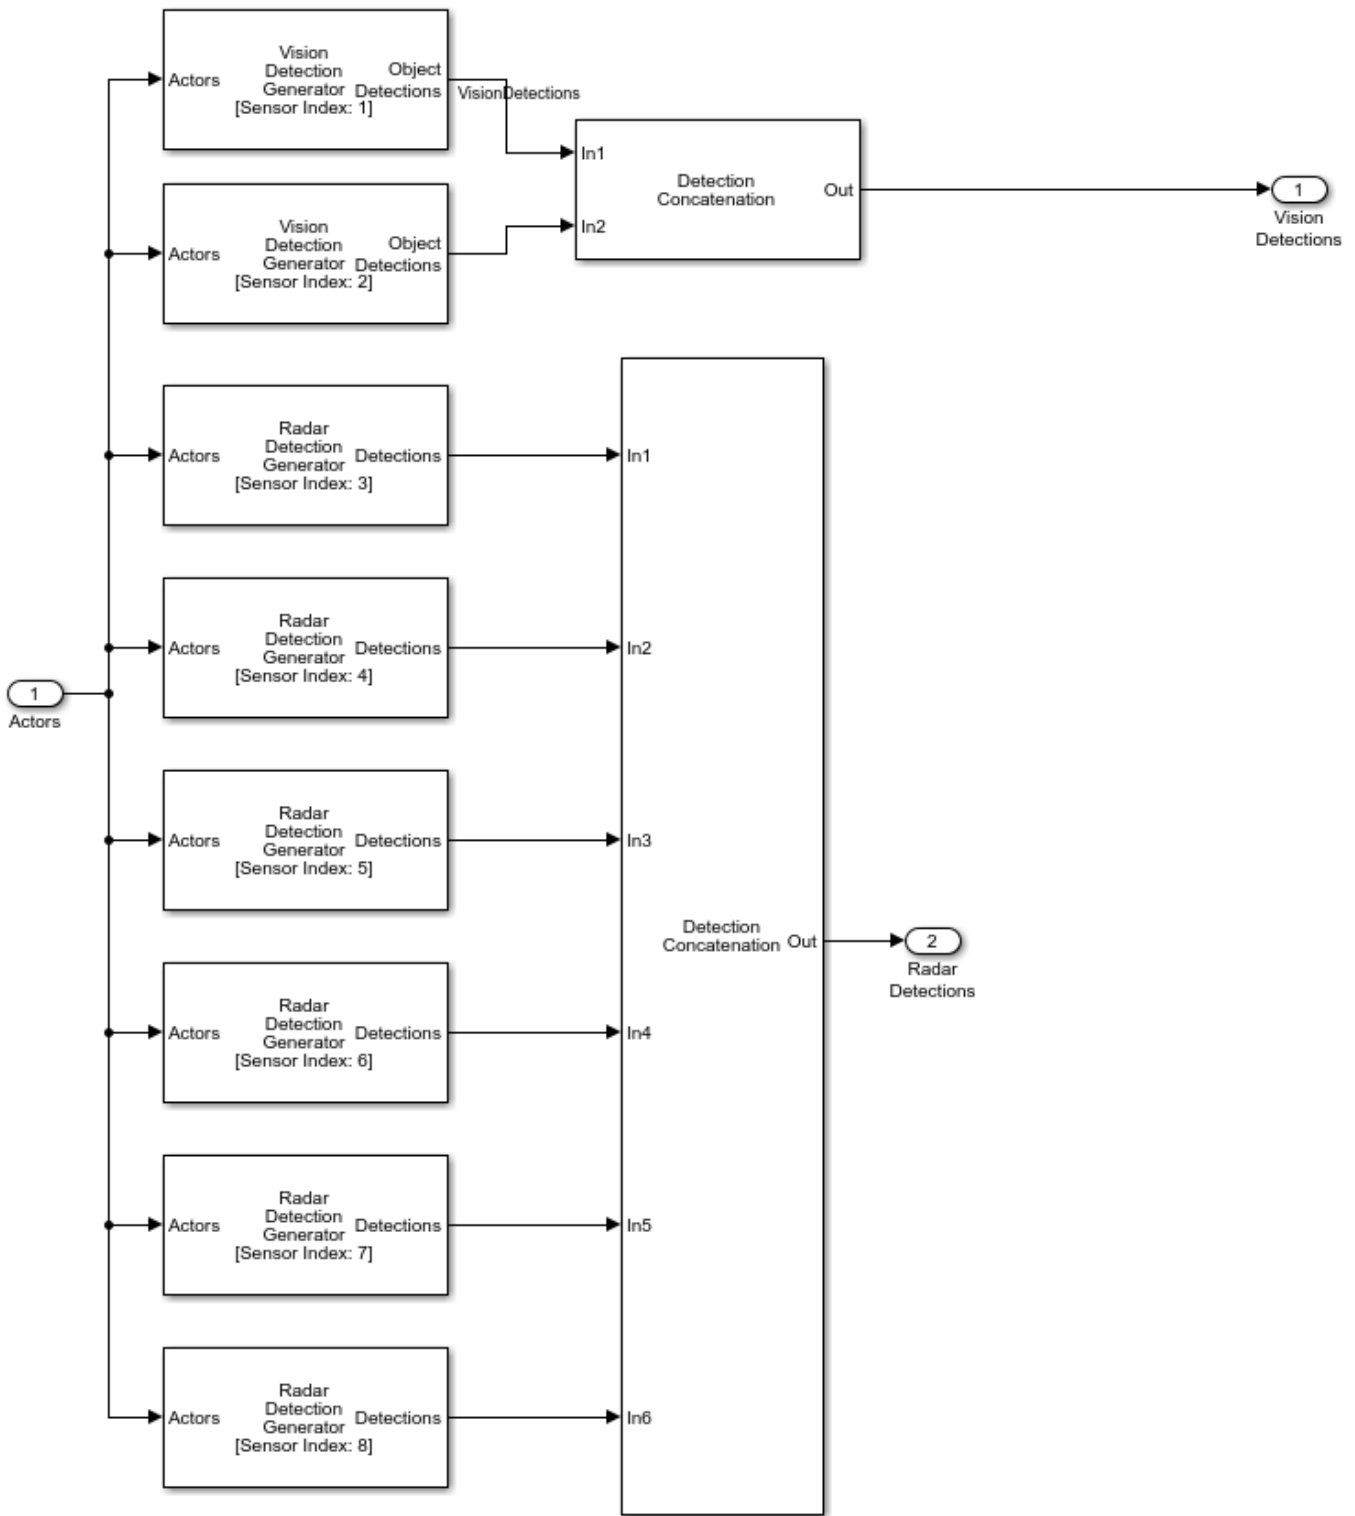 Actors
Vision
Detection
Generator
[Sensor Index: 1]
Object
Detections
VisionDetections
In1
In2
Detection
Concatenation
Out
1
Vision
Detections
Actors
Vision
Detection
Generator
[Sensor Index: 2]
Object
Detections
Actors
Radar
Detection
Generator
[Sensor Index: 3]
Detections
In1
Actors
Radar
Detection
Generator
[Sensor Index: 4]
Detections
In2
1
Actors
Actors
Radar
Detection
Generator
[Sensor Index: 5]
Detections
In3
Detection
Concatenation
Out
2
Radar
Detections
Actors
Radar
Detection
Generator
[Sensor Index: 6]
Detections
In4
Actors
Radar
Detection
Generator
[Sensor Index: 7]
Detections
In5
Actors
Radar
Detection
Generator
[Sensor Index: 8]
Detections
In6